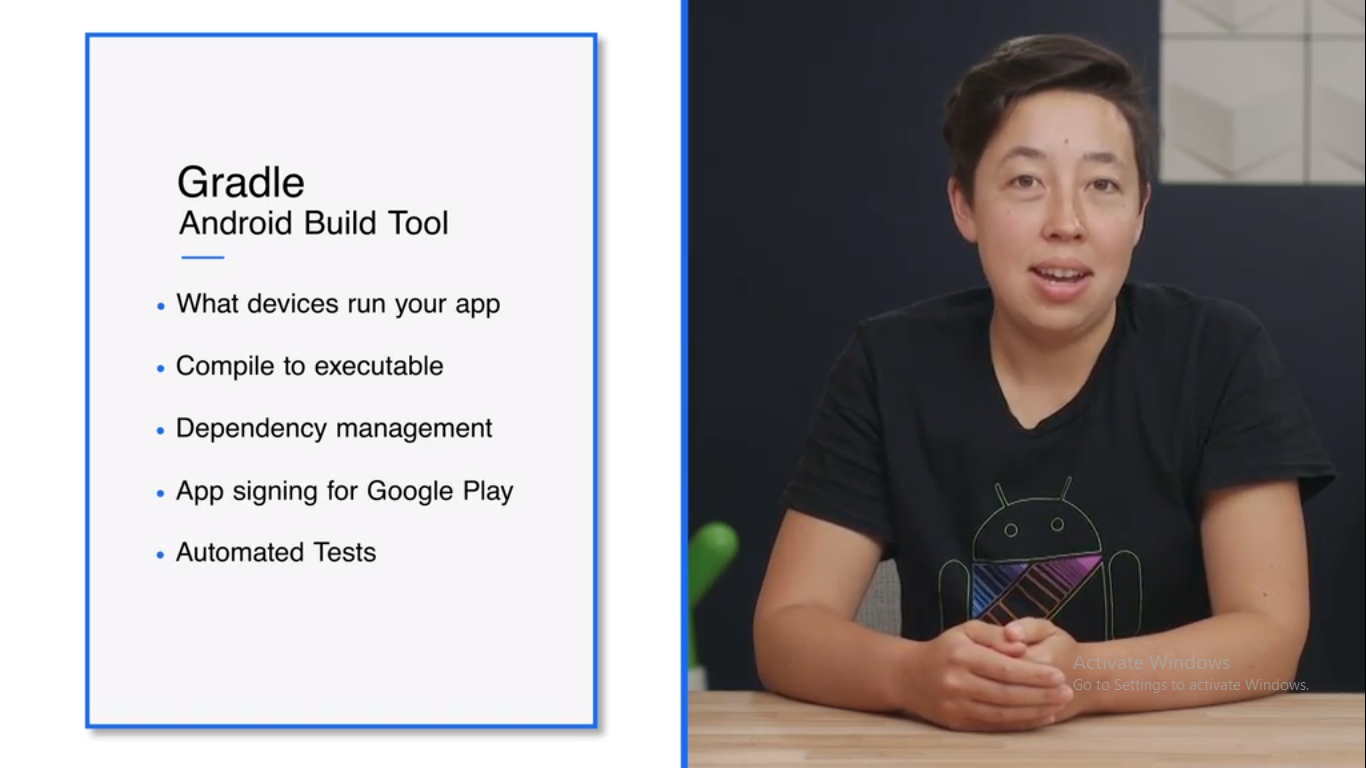 Gradle
Android Build Tool
What devices run your app
Compile to executable
Dependency management
App signing for Google Play
Automated Tests
Activate Windows
Go to Settings to activate Windows.